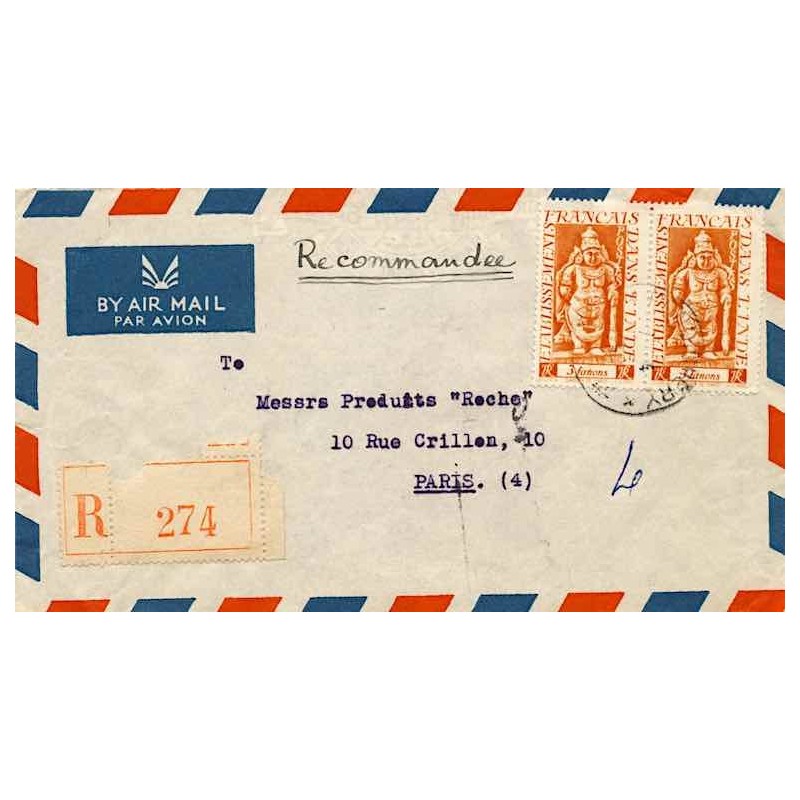 Recommandee
BY AIR MAIL
PAR AVION
ETABLISSEMENTS FRANCAIS DANS L'INDE
3 fanons
ETABLISSEMENTS FRANCAIS DANS L'INDE
3 fanons
To
Messrs Produits "Roche"
10 Rue Crillon, 10
PARIS. (4)
R 274